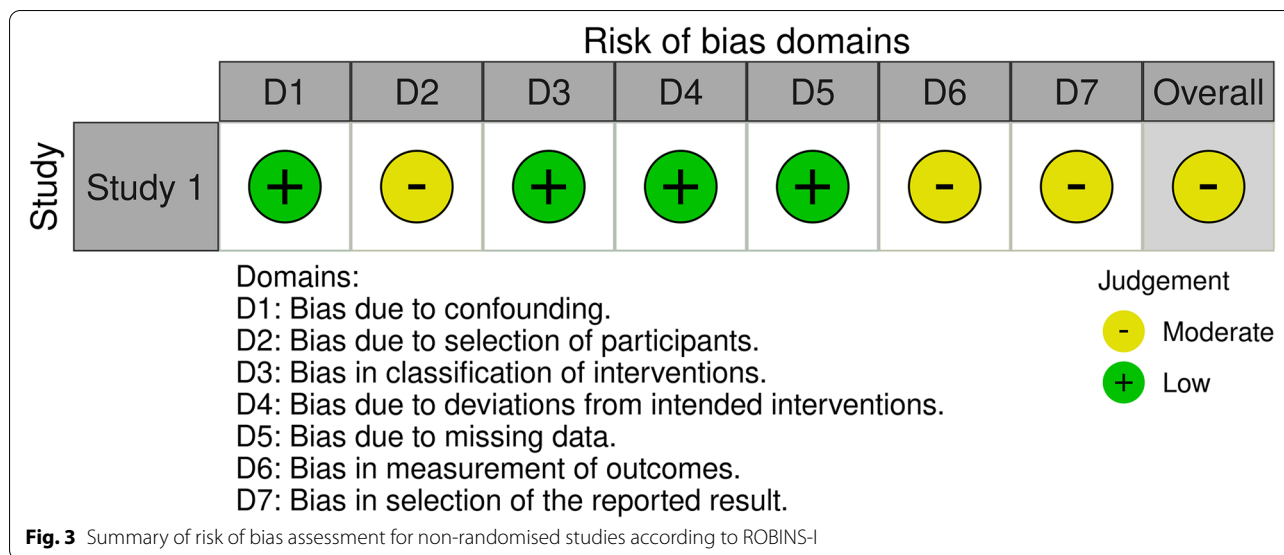 Risk of bias domains
D1 D2 D3 D4 D5 D6 D7 Overall
Study
Study 1 + - + + + - - -
Domains:
D1: Bias due to confounding.
D2: Bias due to selection of participants.
D3: Bias in classification of interventions.
D4: Bias due to deviations from intended interventions.
D5: Bias due to missing data.
D6: Bias in measurement of outcomes.
D7: Bias in selection of the reported result.
Judgement
- Moderate
+ Low
Fig. 3 Summary of risk of bias assessment for non-randomised studies according to ROBINS-I